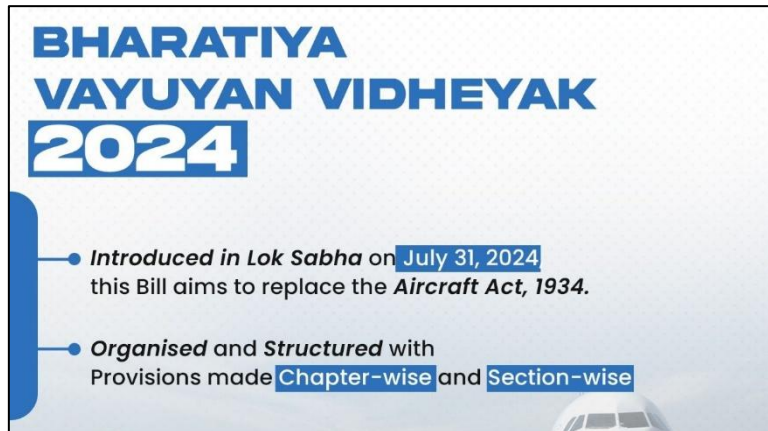 BHARATIYA
VAYUYAN VIDHEYAK
2024
Introduced in Lok Sabha on July 31, 2024
this Bill aims to replace the Aircraft Act, 1934.
Organised and Structured with
Provisions made Chapter-wise and Section-wise